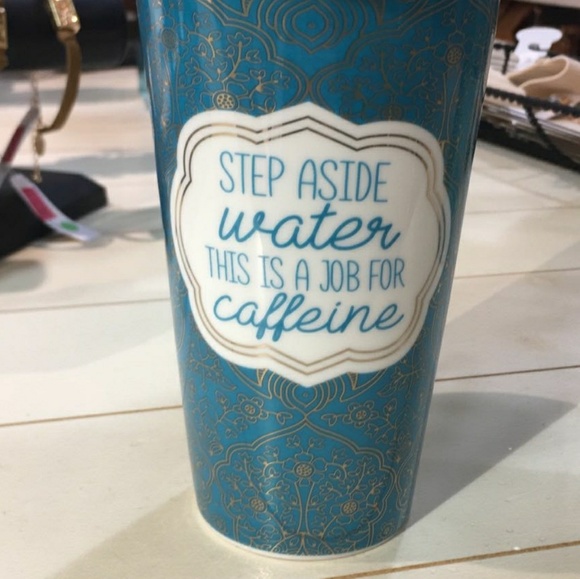 STEP ASIDE
water
THIS IS A JOB FOR
caffeine